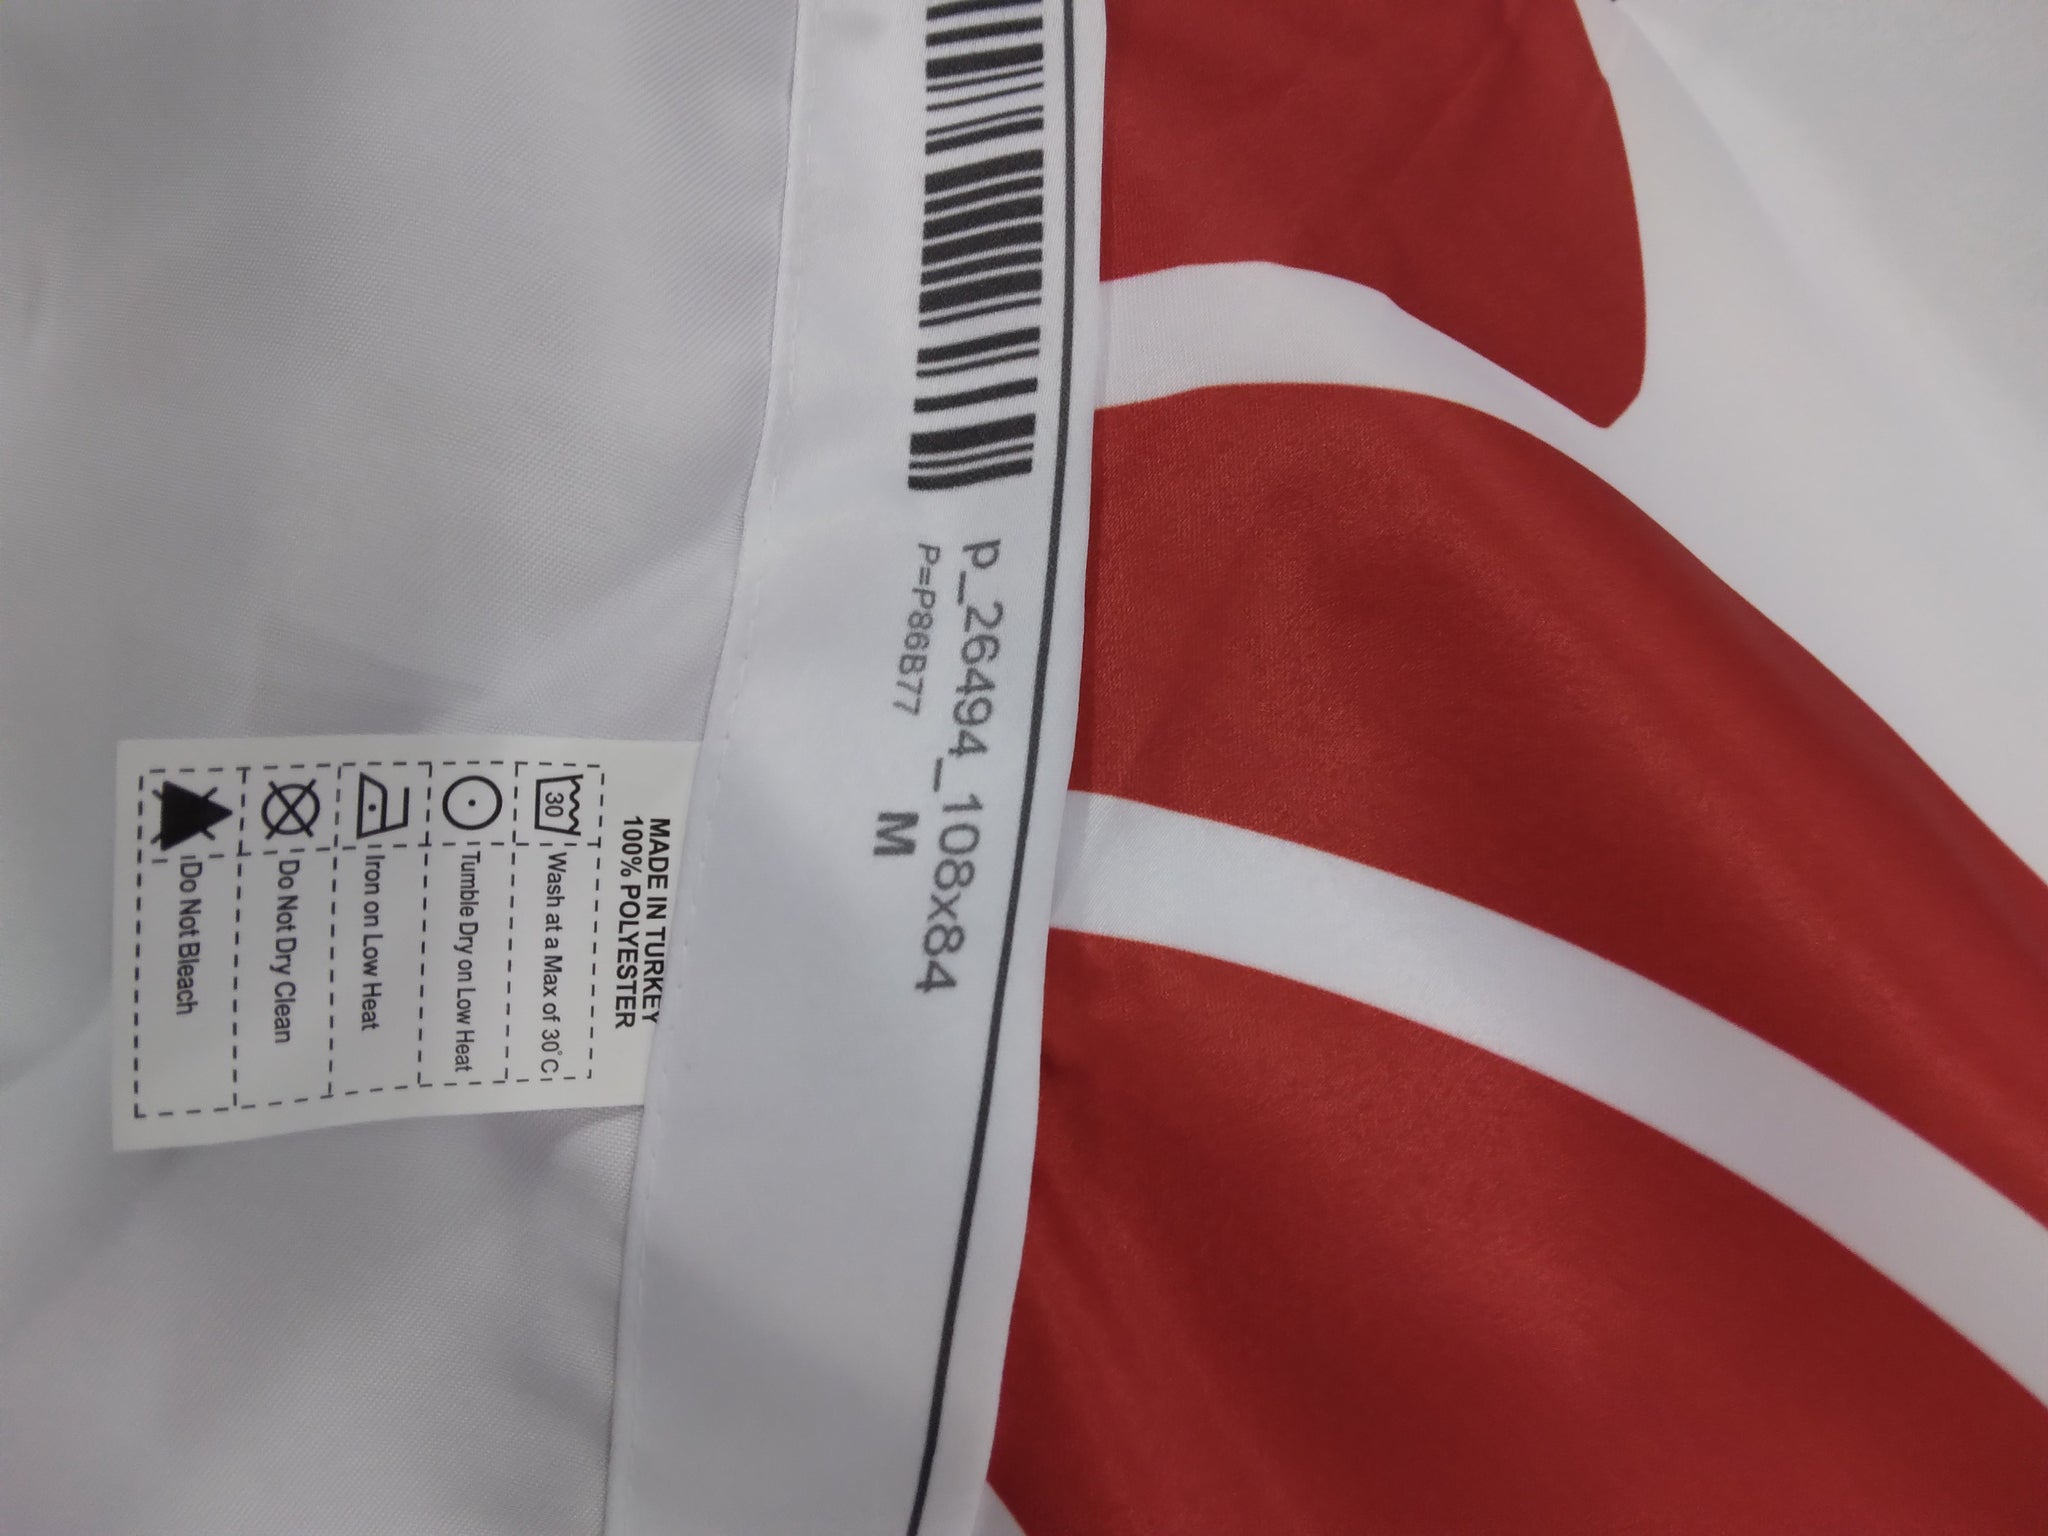 p_26494_108x84
P=P86B77 M
MADE IN TURKEY
100% POLYESTER
30 Wash at a Max of 30°C
Tumble Dry on Low Heat
Iron on Low Heat
Do Not Dry Clean
Do Not Bleach